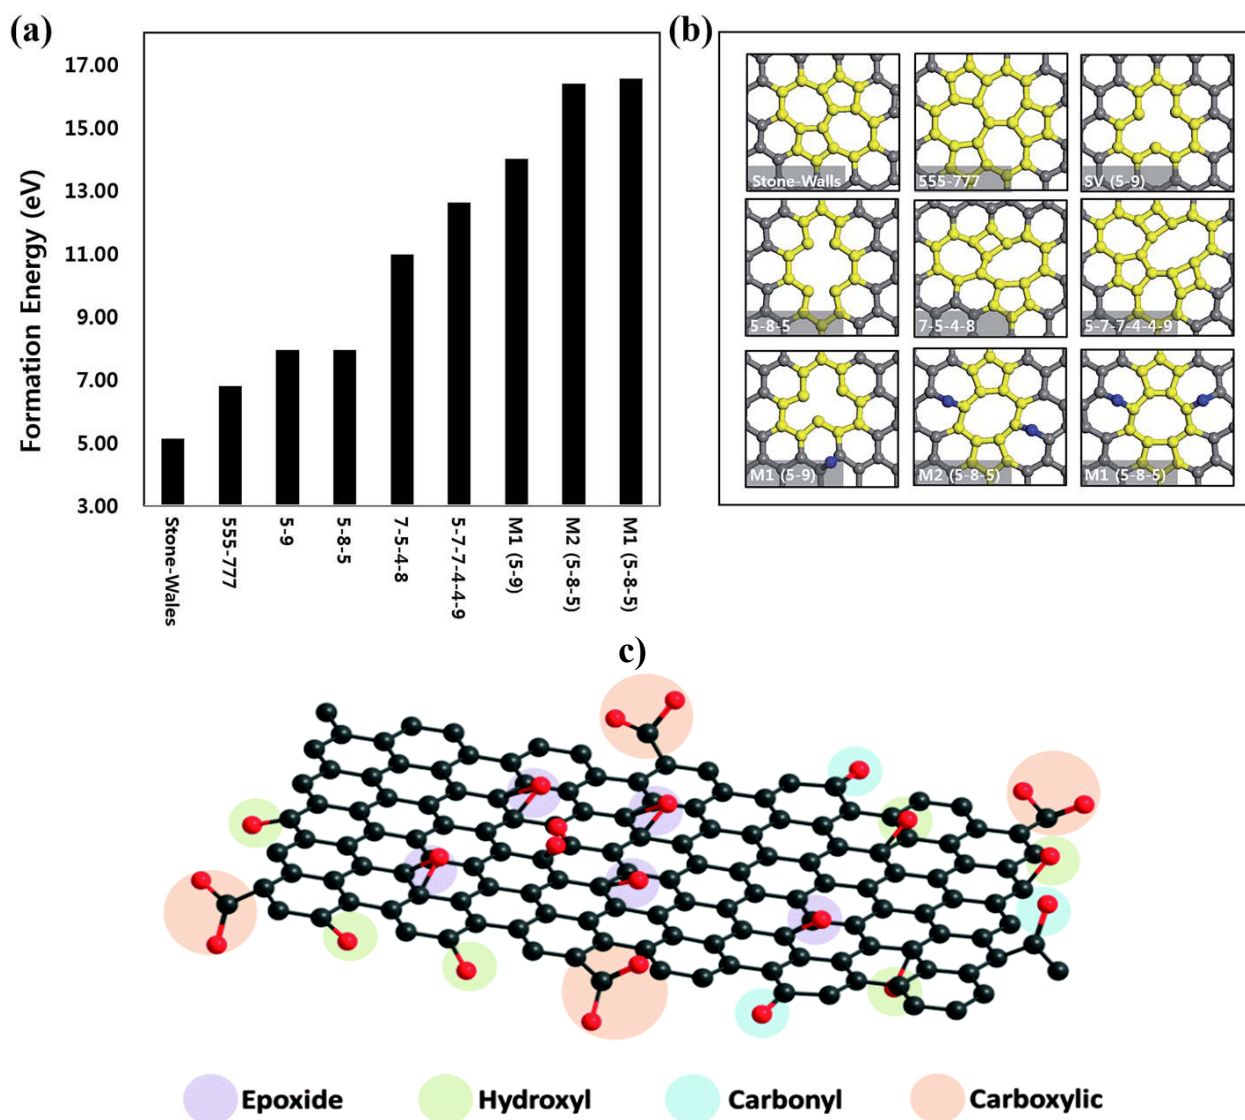 (a)
Formation Energy (eV)
17.00
15.00
13.00
11.00
9.00
7.00
5.00
3.00
Stone-Wales
555-777
5-9
5-8-5
7-5-4-8
5-7-7-4-4-9
M1 (5-9)
M2 (5-8-5)
M1 (5-8-5)
(b)
Stone-Walls
555-777
SV (5-9)
5-8-5
7-5-4-8
5-7-7-4-4-9
M1 (5-9)
M2 (5-8-5)
M1 (5-8-5)
c)
Epoxide
Hydroxyl
Carbonyl
Carboxylic